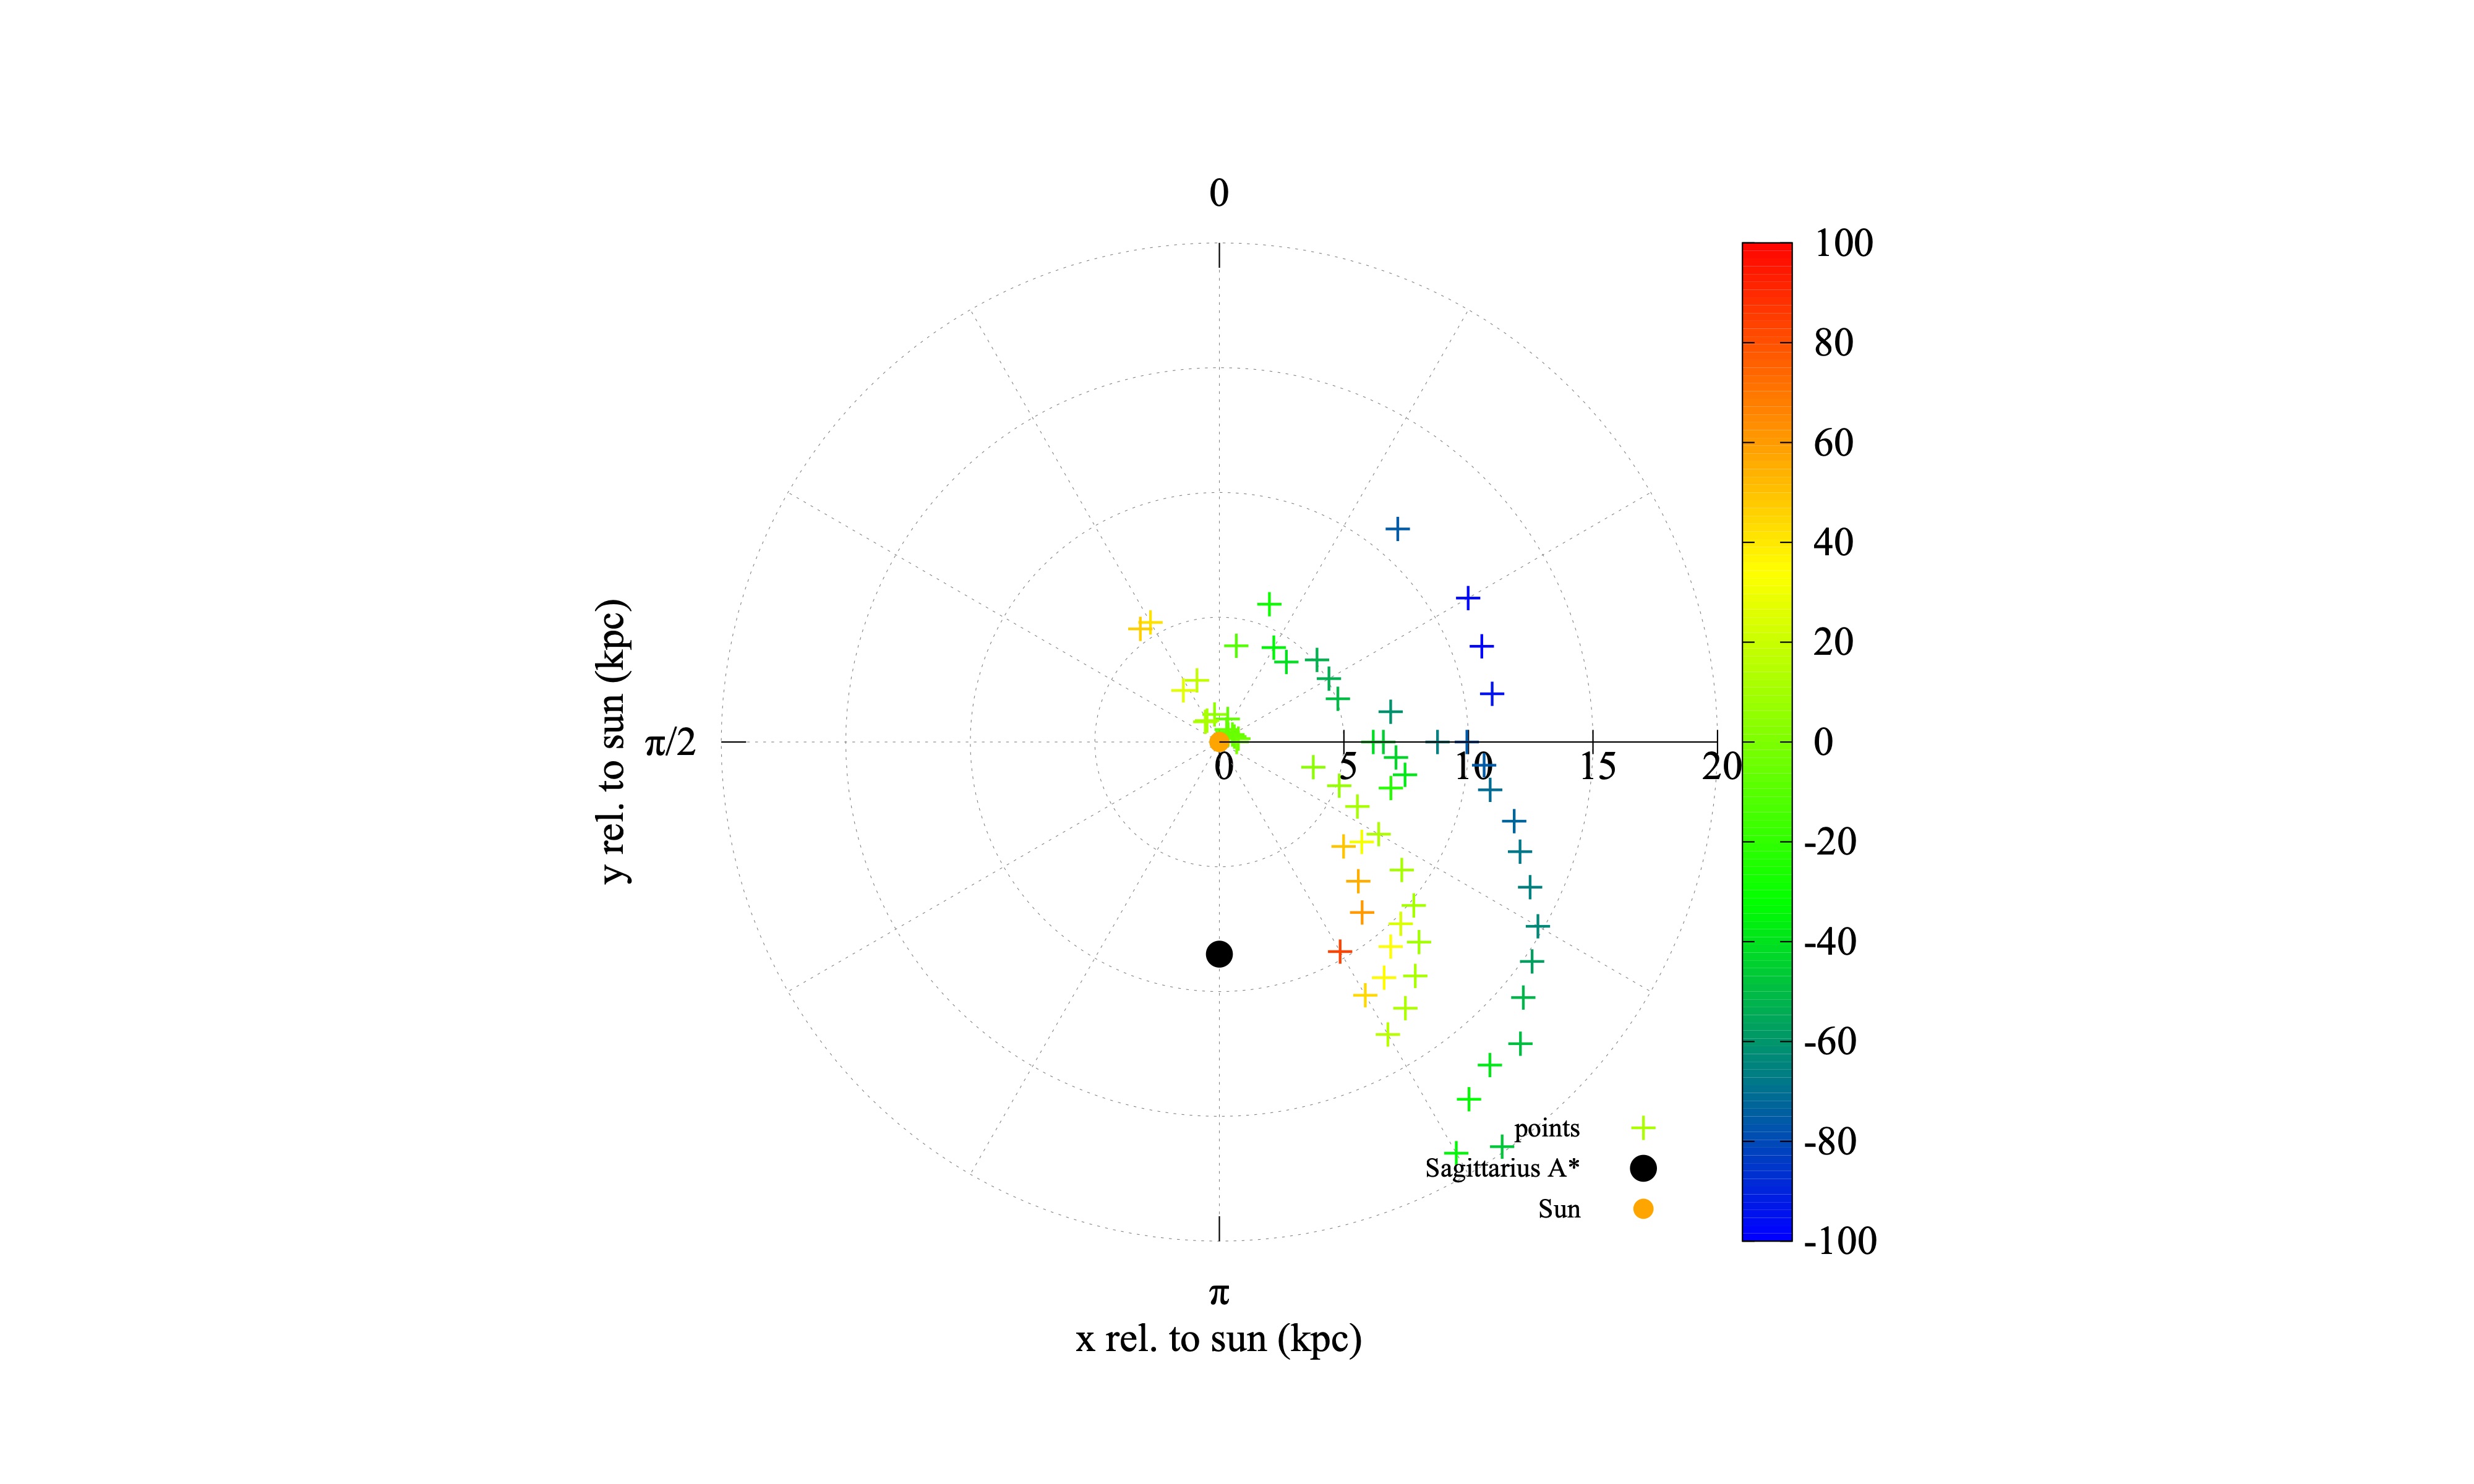 0
100
80
60
40
20
0
-20
-40
-60
-80
-100
y rel. to sun (kpc)
π/2
0 5 10 15 20
points
Sagittarius A*
Sun
π
x rel. to sun (kpc)